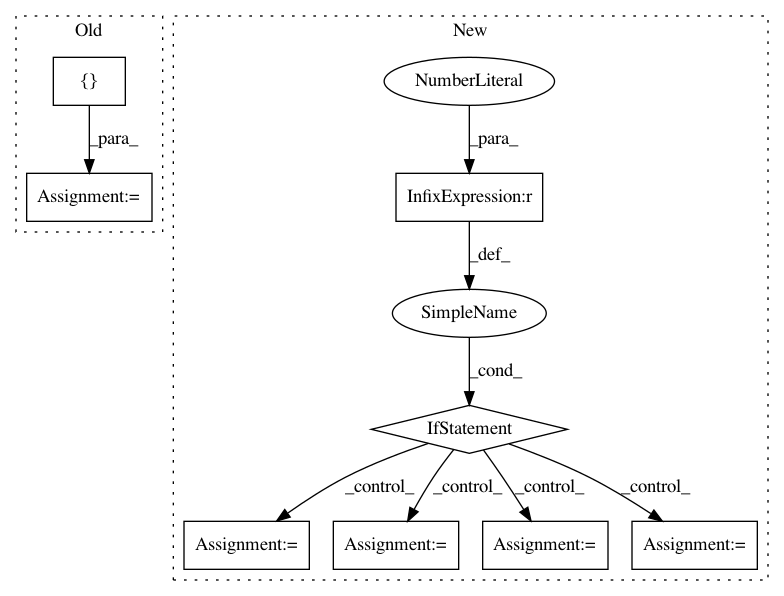 Old
New
{}
NumberLiteral
_para_
_para_
Assignment:=
InfixExpression:r
_def_
SimpleName
_cond_
IfStatement
_control_
_control_
_control_
_control_
Assignment:=
Assignment:=
Assignment:=
Assignment:=